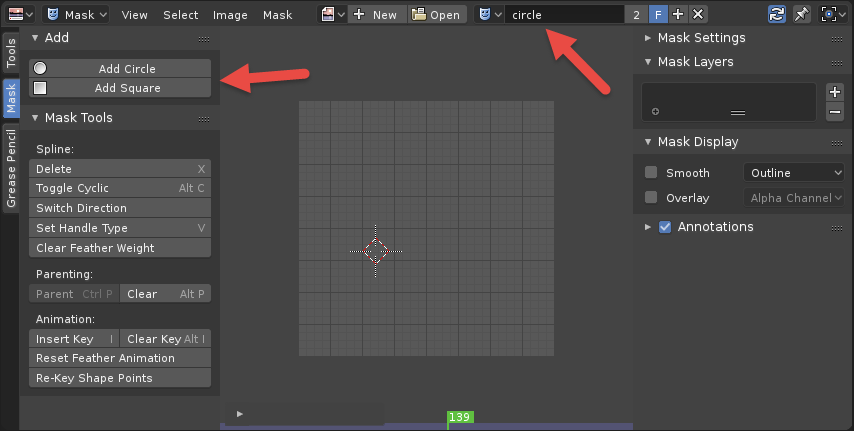 Mask View Select Image Mask New Open circle 2 F
Tools
Mask
Grease Pencil
Add
Add Circle
Add Square
Mask Tools
Spline:
Delete X
Toggle Cyclic Alt C
Switch Direction
Set Handle Type V
Clear Feather Weight
Parenting:
Parent Ctrl P Clear Alt P
Animation:
Insert Key I Clear Key Alt I
Reset Feather Animation
Re-Key Shape Points
139
Mask Settings
Mask Layers
Mask Display
Smooth Outline
Overlay Alpha Channel
Annotations